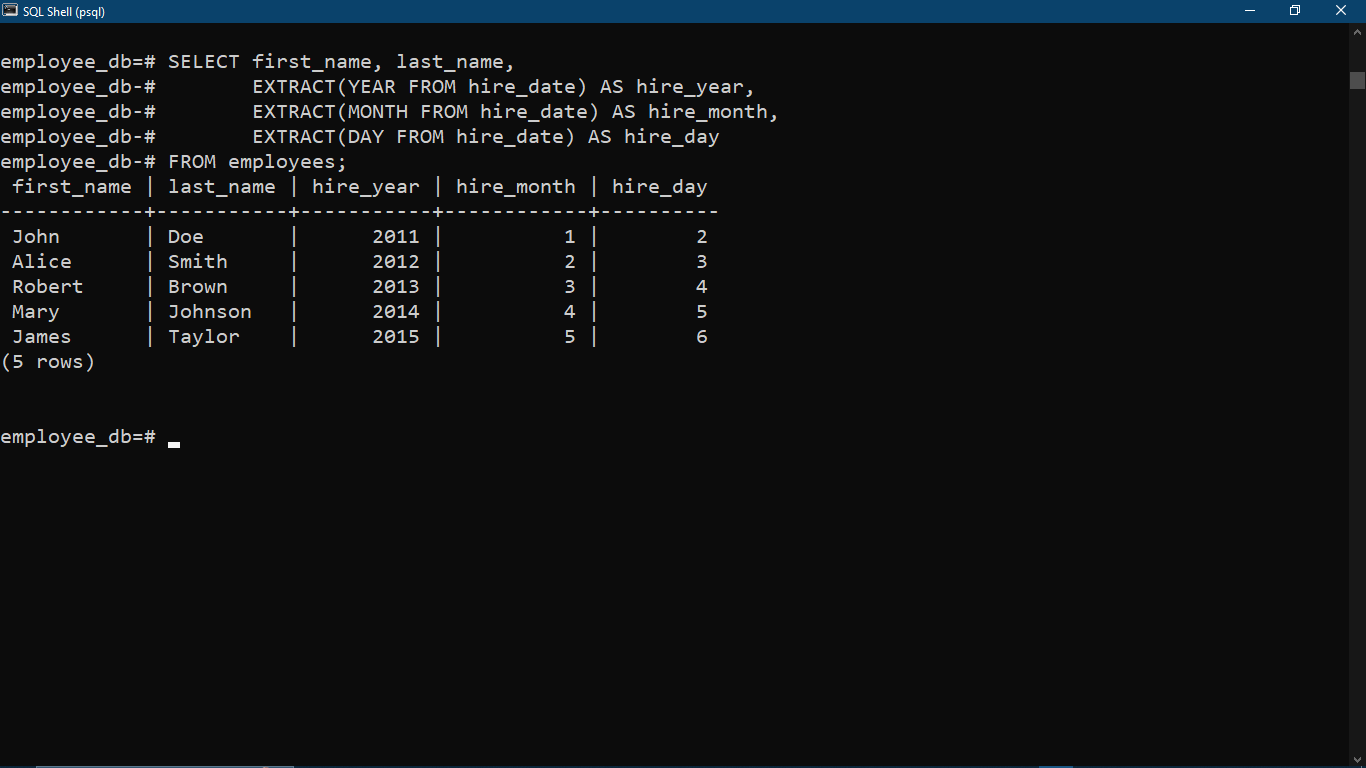 SQL Shell (psql)
employee_db=# SELECT first_name, last_name,
employee_db-#        EXTRACT(YEAR FROM hire_date) AS hire_year,
employee_db-#        EXTRACT(MONTH FROM hire_date) AS hire_month,
employee_db-#        EXTRACT(DAY FROM hire_date) AS hire_day
employee_db-# FROM employees;
 first_name | last_name | hire_year | hire_month | hire_day
------------+-----------+-----------+------------+----------
 John       | Doe       |      2011 |          1 |        2
 Alice      | Smith     |      2012 |          2 |        3
 Robert     | Brown     |      2013 |          3 |        4
 Mary       | Johnson   |      2014 |          4 |        5
 James      | Taylor    |      2015 |          5 |        6
(5 rows)
employee_db=#